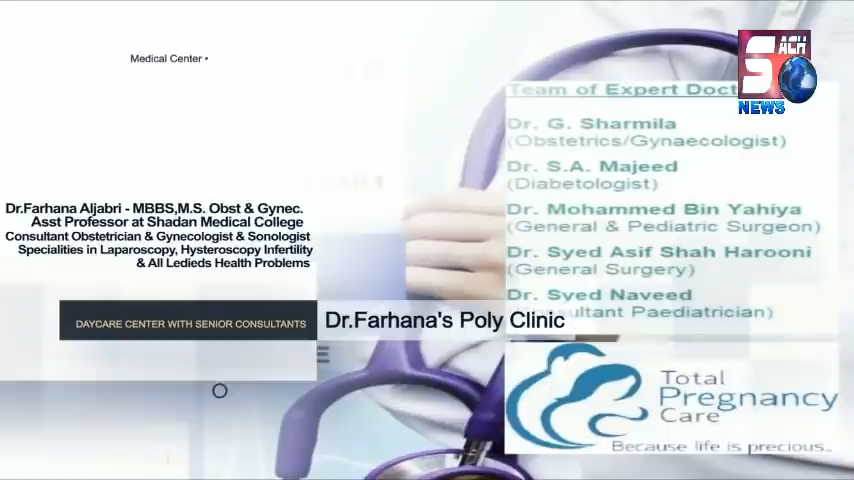 Medical Center •
Dr.Farhana Aljabri - MBBS,M.S. Obst & Gynec.
Asst Professor at Shadan Medical College
Consultant Obstetrician & Gynecologist & Sonologist
Specialities in Laparoscopy, Hysteroscopy Infertility
& All Ledieds Health Problems
DAYCARE CENTER WITH SENIOR CONSULTANTS
Dr.Farhana's Poly Clinic
SACH
NEWS
Team of Expert Doct
Dr. G. Sharmila
(Obstetrics/Gynaecologist)
Dr. S.A. Majeed
(Diabetologist)
Dr. Mohammed Bin Yahiya
(General & Pediatric Surgeon)
Dr. Syed Asif Shah Harooni
(General Surgery)
Dr. Syed Naveed
sultant Paediatrician)
Total
Pregnancy
Care
Because life is precious..